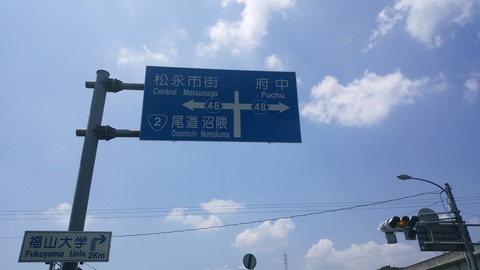 松永市街 府中
Central Matsunaga Fuchu
48 48
2 尾道 沼隈
Onomichi Numakuma
福山大学
Fukuyama Univ. 2Km